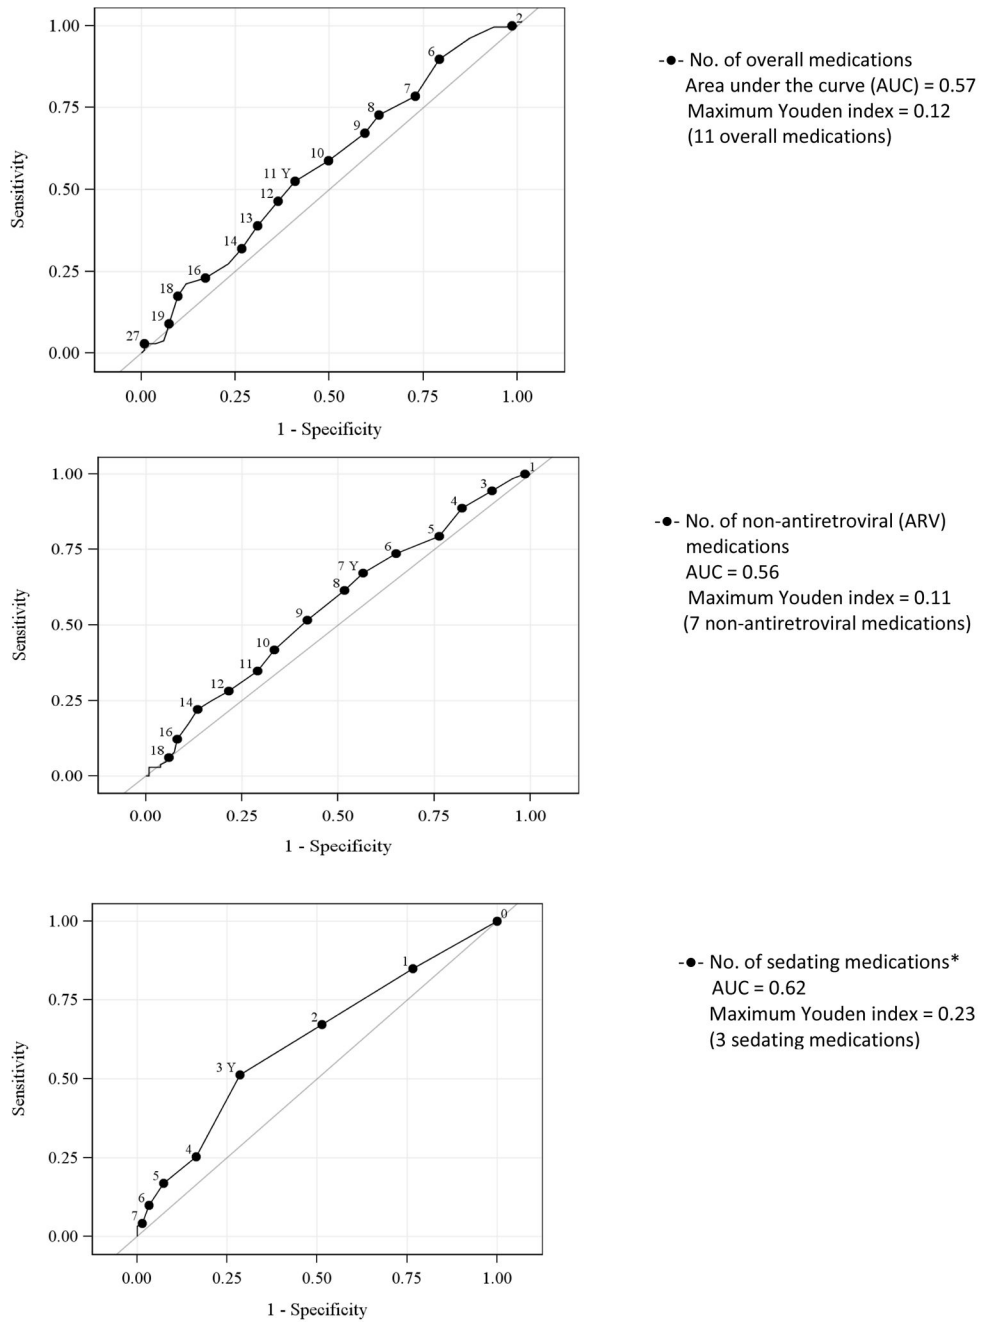 1.00
0.75
0.50
0.25
0.00
Sensitivity
2
6
7
8
9
10
11 Y
12
13
14
16
18
19
27
0.00 0.25 0.50 0.75 1.00
1 - Specificity
-●- No. of overall medications
Area under the curve (AUC) = 0.57
Maximum Youden index = 0.12
(11 overall medications)
1.00
0.75
0.50
0.25
0.00
Sensitivity
1
3
4
5
6
7 Y
8
9
10
11
12
14
16
18
0.00 0.25 0.50 0.75 1.00
1 - Specificity
-●- No. of non-antiretroviral (ARV)
medications
AUC = 0.56
Maximum Youden index = 0.11
(7 non-antiretroviral medications)
1.00
0.75
0.50
0.25
0.00
Sensitivity
0
1
2
3 Y
4
5
6
7
0.00 0.25 0.50 0.75 1.00
1 - Specificity
-●- No. of sedating medications*
AUC = 0.62
Maximum Youden index = 0.23
(3 sedating medications)